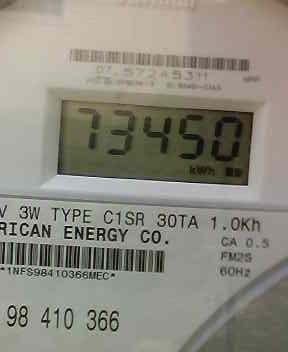 73450
kWh
V 3W TYPE C1SR 30TA 1.0Kh
RICAN ENERGY CO.
CA 0.5
FM2S
60Hz
*1NFS98410366MEC*
98 410 366